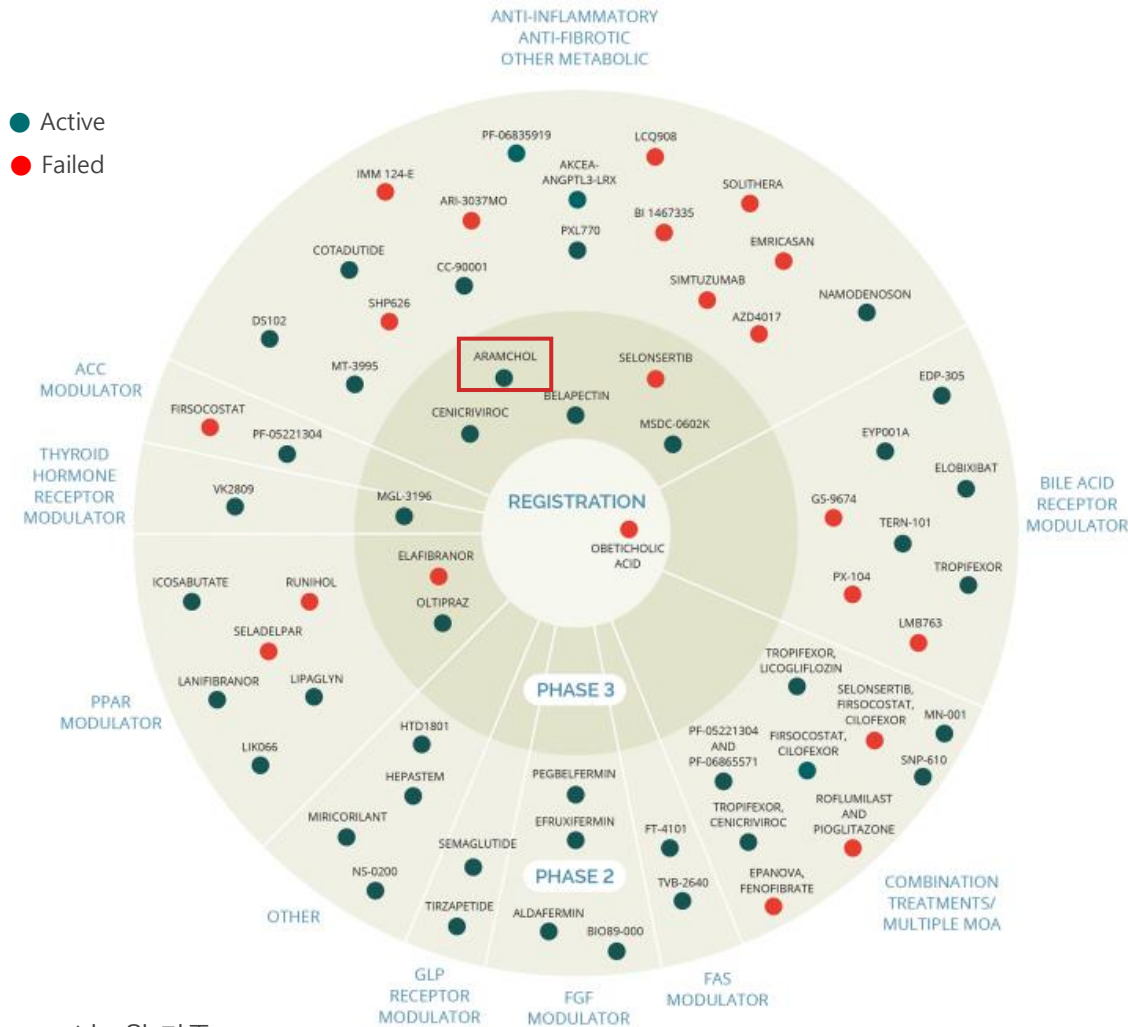 ANTI-INFLAMMATORY
ANTI-FIBROTIC
OTHER METABOLIC
Active
Failed
PF-06835919
LCQ908
IMM 124-E
AKCEA-
ANGPTL3-LRX
SOLITHERA
ARI-3037MO
BI 1467335
PXL770
EMRICASAN
COTADUTIDE
CC-90001
SIMTUZUMAB
NAMODENOSON
SHP626
AZD4017
DS102
ARAMCHOL
SELONSERTIB
MT-3995
BELAPECTIN
CENICRIVIROC
MSDC-0602K
ACC
MODULATOR
FIRSOCOSTAT
PF-05221304
THYROID
HORMONE
RECEPTOR
MODULATOR
VK2809
MGL-3196
REGISTRATION
OBETICHOLIC
ACID
EDP-305
EYP001A
ELOBIXIBAT
GS-9674
TERN-101
PX-104
TROPIFEXOR
LMB763
BILE ACID
RECEPTOR
MODULATOR
ELAFIBRANOR
OLTIPRAZ
ICOSABUTATE
RUNIHOL
SELADELPAR
LANIFIBRANOR
LIPAGLYN
LIK066
PPAR
MODULATOR
PHASE 3
HTD1801
HEPASTEM
MIRICORILANT
NS-0200
OTHER
SEMAGLUTIDE
TIRZAPETIDE
GLP
RECEPTOR
MODULATOR
PEGBELFERMIN
EFRUXIFERMIN
PHASE 2
ALDAFERMIN
BIO89-000
FGF
MODULATOR
FT-4101
TVB-2640
FAS
MODULATOR
TROPIFEXOR,
LICOGLIFLOZIN
SELONSERTIB,
FIRSOCOSTAT,
CILOFEXOR
MN-001
PF-05221304
AND
PF-06865571
FIRSOCOSTAT,
CILOFEXOR
SNP-610
TROPIFEXOR,
CENICRIVIROC
ROFLUMILAST
AND
PIOGLITAZONE
EPANOVA,
FENOFIBRATE
COMBINATION
TREATMENTS/
MULTIPLE MOA